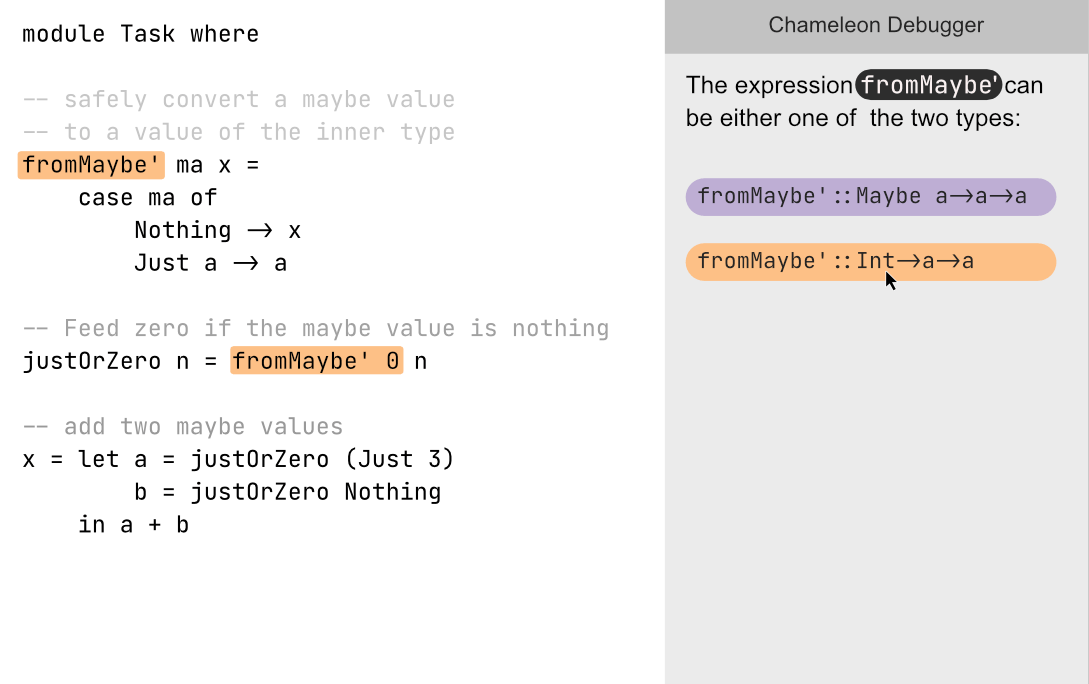 module Task where
-- safely convert a maybe value
-- to a value of the inner type
fromMaybe' ma x =
    case ma of
        Nothing -> x
        Just a -> a
-- Feed zero if the maybe value is nothing
justOrZero n = fromMaybe' 0 n
-- add two maybe values
x = let a = justOrZero (Just 3)
        b = justOrZero Nothing
    in a + b
Chameleon Debugger
The expression fromMaybe' can
be either one of the two types:
fromMaybe'::Maybe a->a->a
fromMaybe'::Int->a->a